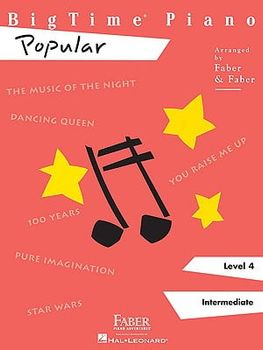 BigTime® Piano
Popular
Arranged
by
Faber
& Faber
THE MUSIC OF THE NIGHT
DANCING QUEEN
YOU RAISE ME UP
100 YEARS
PURE IMAGINATION
STAR WARS
Level 4
Intermediate
FABER
PIANO ADVENTURES®
HAL•LEONARD®